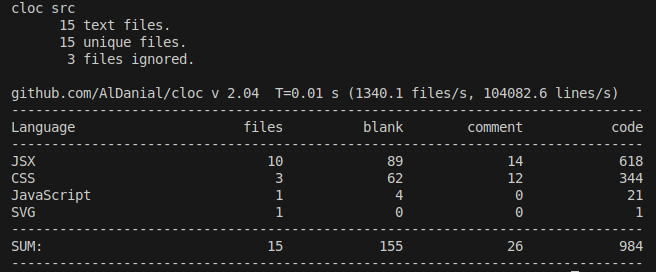 cloc src
      15 text files.
      15 unique files.
       3 files ignored.

github.com/AlDanial/cloc v 2.04  T=0.01 s (1340.1 files/s, 104082.6 lines/s)
-------------------------------------------------------------------------------
Language                     files          blank        comment           code
-------------------------------------------------------------------------------
JSX                             10             89             14            618
CSS                              3             62             12            344
JavaScript                       1              4              0             21
SVG                              1              0              0              1
-------------------------------------------------------------------------------
SUM:                            15            155             26            984
-------------------------------------------------------------------------------